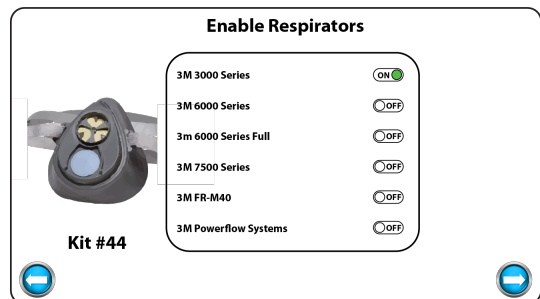 Enable Respirators
3M 3000 Series ON
3M 6000 Series OFF
3m 6000 Series Full OFF
3M 7500 Series OFF
3M FR-M40 OFF
3M Powerflow Systems OFF
Kit #44